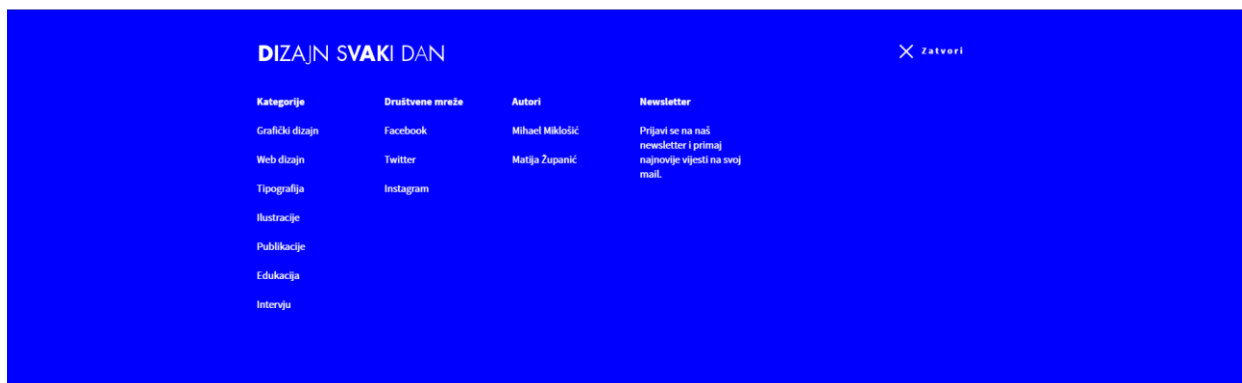 DIZAJN SVAKI DAN
Zatvori
Kategorije
Grafički dizajn
Web dizajn
Tipografija
Ilustracije
Publikacije
Edukacija
Intervju
Društvene mreže
Facebook
Twitter
Instagram
Autori
Mihael Miklošić
Matija Županić
Newsletter
Prijavi se na naš
newsletter i primaj
najnovije vijesti na svoj
mail.